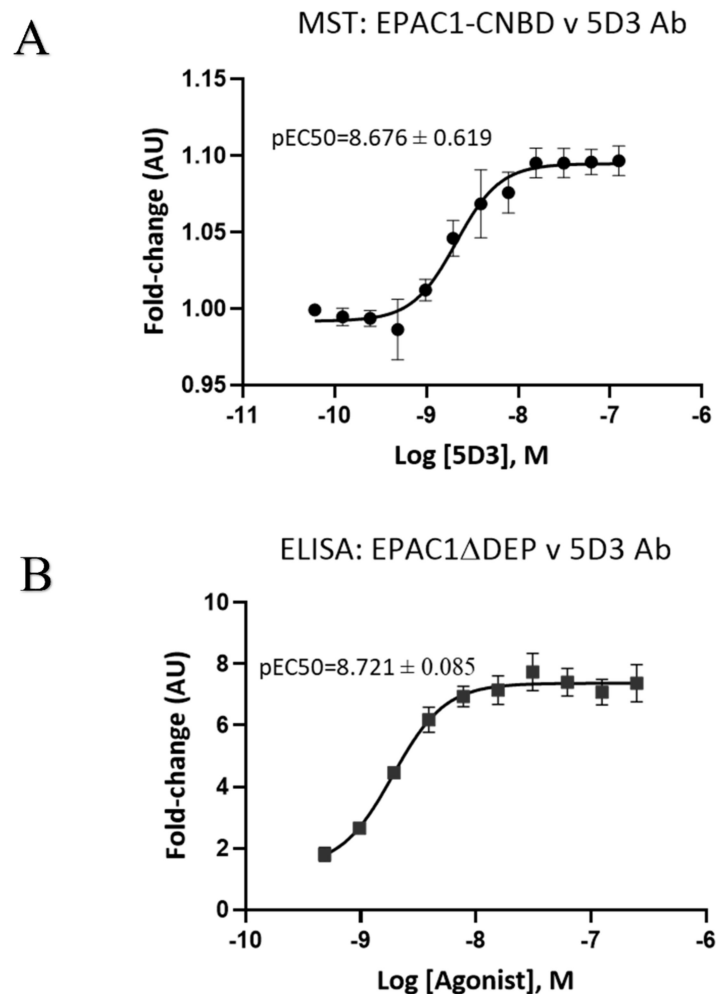 A
MST: EPAC1-CNBD v 5D3 Ab
1.15
pEC50=8.676 ± 0.619
1.10
1.05
1.00
0.95
Fold-change (AU)
-11 -10 -9 -8 -7 -6
Log [5D3], M
B
ELISA: EPAC1ΔDEP v 5D3 Ab
10
8
pEC50=8.721 ± 0.085
6
4
2
0
Fold-change (AU)
-10 -9 -8 -7 -6
Log [Agonist], M